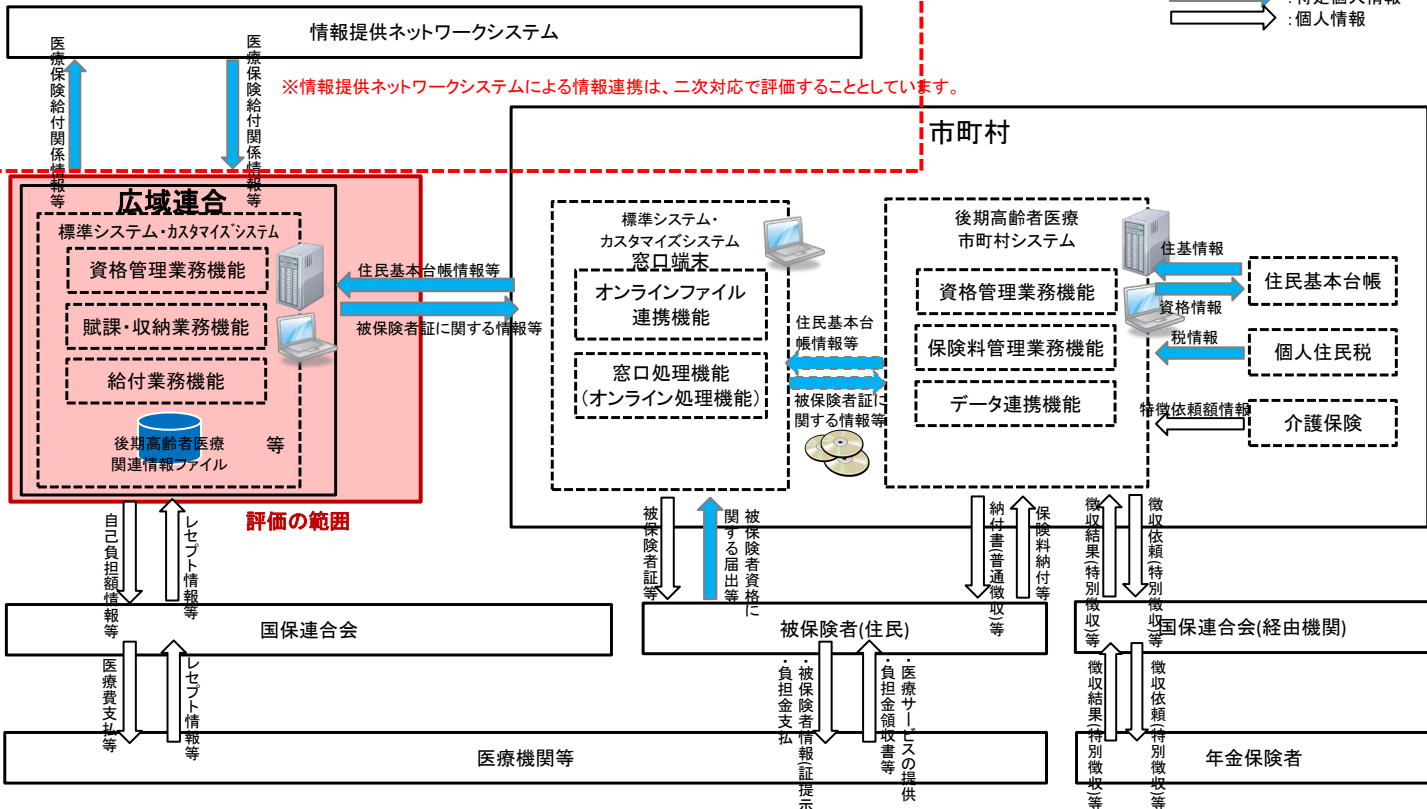 :特定個人情報
:個人情報
情報提供ネットワークシステム
医療保険給付関係情報等
医療保険給付関係情報等
※情報提供ネットワークシステムによる情報連携は、二次対応で評価することとしています。
市町村
広域連合
標準システム・カスタマイズシステム
資格管理業務機能
賦課・収納業務機能
給付業務機能
後期高齢者医療
関連情報ファイル
等
評価の範囲
住民基本台帳情報等
被保険者証に関する情報等
標準システム・
カスタマイズシステム
窓口端末
オンラインファイル
連携機能
窓口処理機能
(オンライン処理機能)
住民基本台
帳情報等
被保険者証に
関する情報等
後期高齢者医療
市町村システム
資格管理業務機能
保険料管理業務機能
データ連携機能
住基情報
資格情報
税情報
特徴依頼額情報
住民基本台帳
個人住民税
介護保険
自己負担額情報等
レセプト情報等
被保険者証等
被保険者資格に
関する届出等
納付書(普通徴収)等
保険料納付等
徴収結果(特別徴収)等
徴収依頼(特別徴収)等
国保連合会
被保険者(住民)
国保連合会(経由機関)
医療費支払等
レセプト情報等
・被保険者情報(証提示
・負担金支払
・医療サービスの提供
・負担金領収書等
徴収結果(特別徴収)等
徴収依頼(特別徴収)等
医療機関等
年金保険者